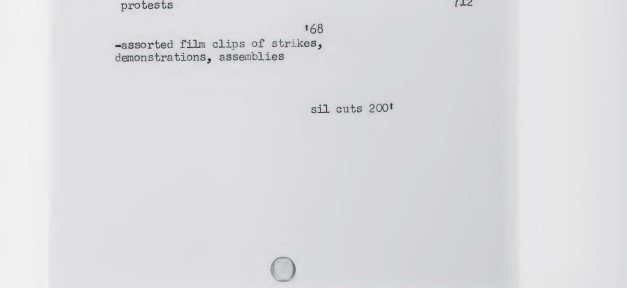 protests 712
'68
-assorted film clips of strikes,
demonstrations, assemblies
sil cuts 200'